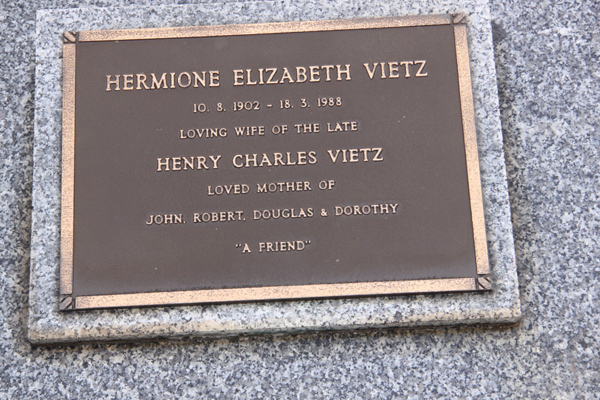 HERMIONE ELIZABETH VIETZ
10. 8. 1902 - 18. 3. 1988
LOVING WIFE OF THE LATE
HENRY CHARLES VIETZ
LOVED MOTHER OF
JOHN, ROBERT, DOUGLAS & DOROTHY
"A FRIEND"